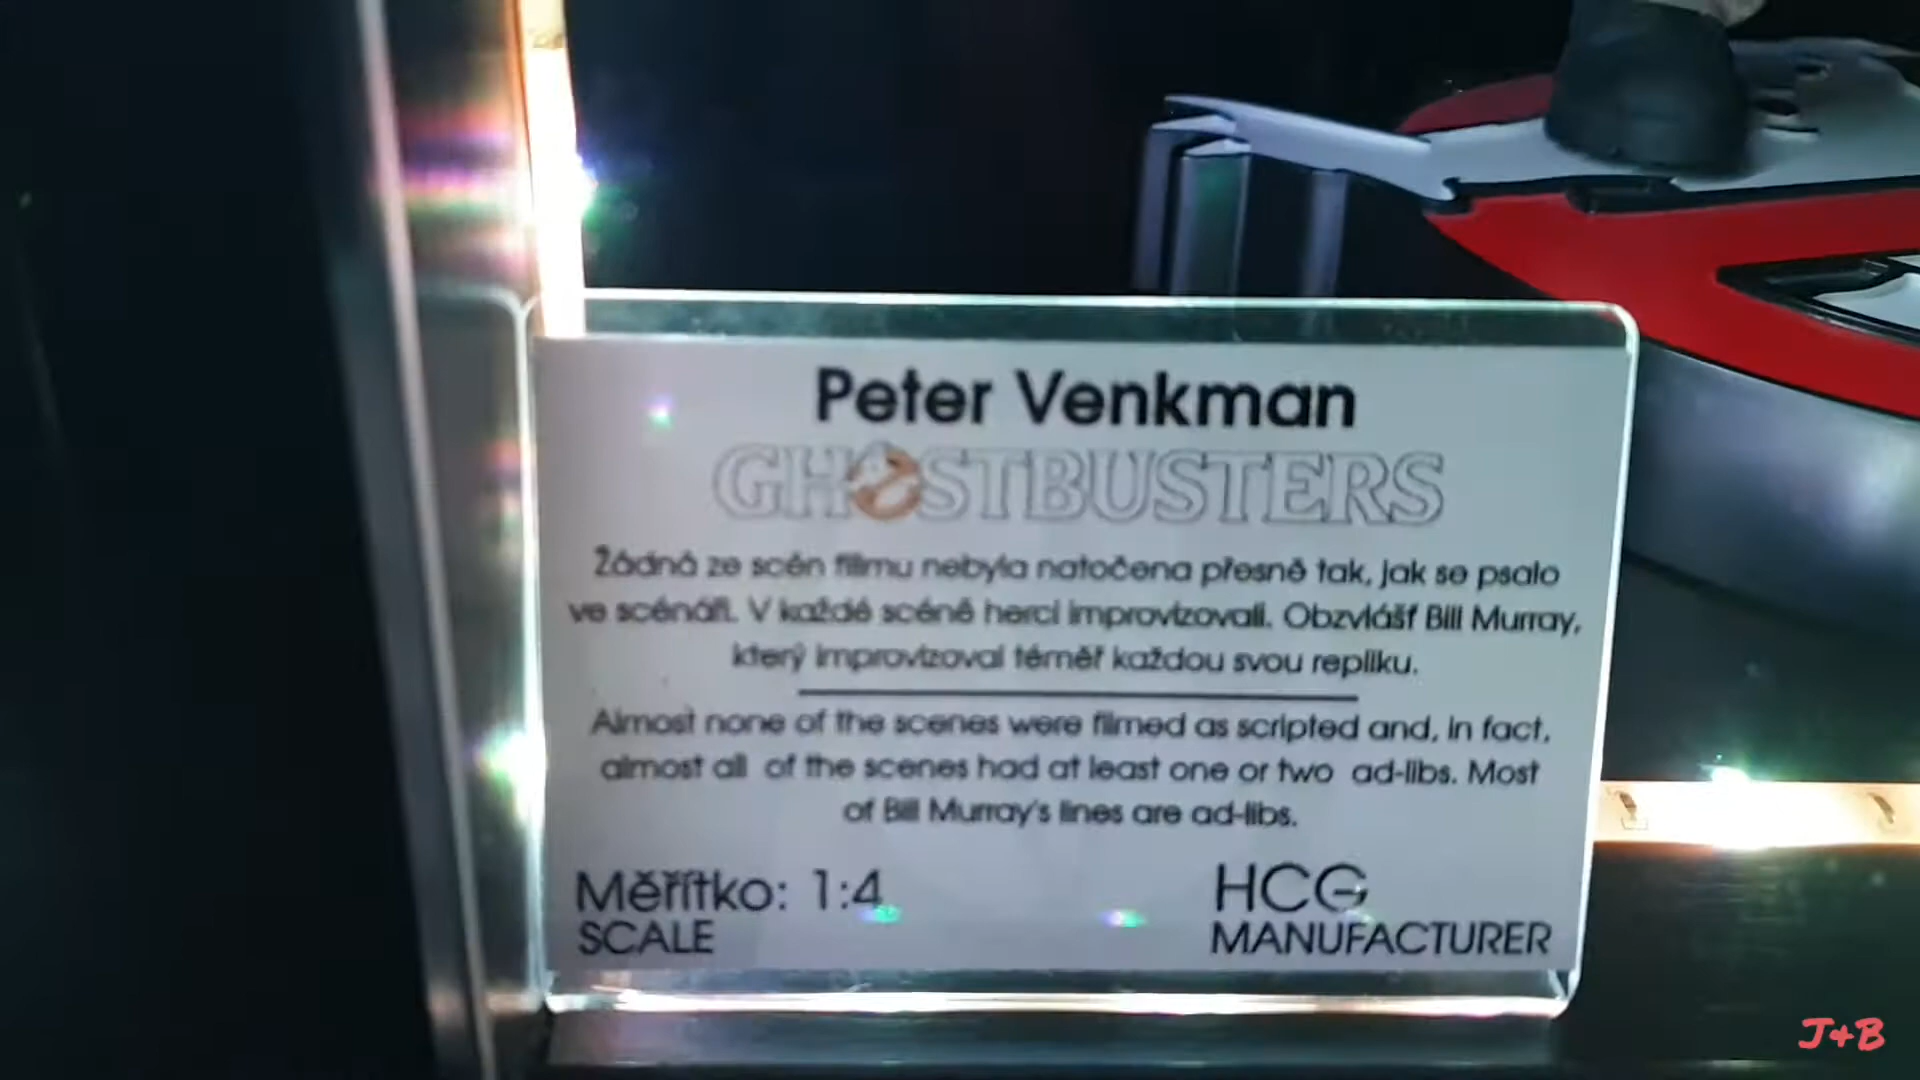 Peter Venkman
GHOSTBUSTERS
Žádná ze scén filmu nebyla natočena přesně tak, jak se psalo
ve scénáři. V každé scéně herci improvizovali. Obzvlášť Bill Murray,
který improvizoval téměř každou svou repliku.
Almost none of the scenes were filmed as scripted and, in fact,
almost all of the scenes had at least one or two ad-libs. Most
of Bill Murray's lines are ad-libs.
Měřítko: 1:4
SCALE
HCG
MANUFACTURER
J+B